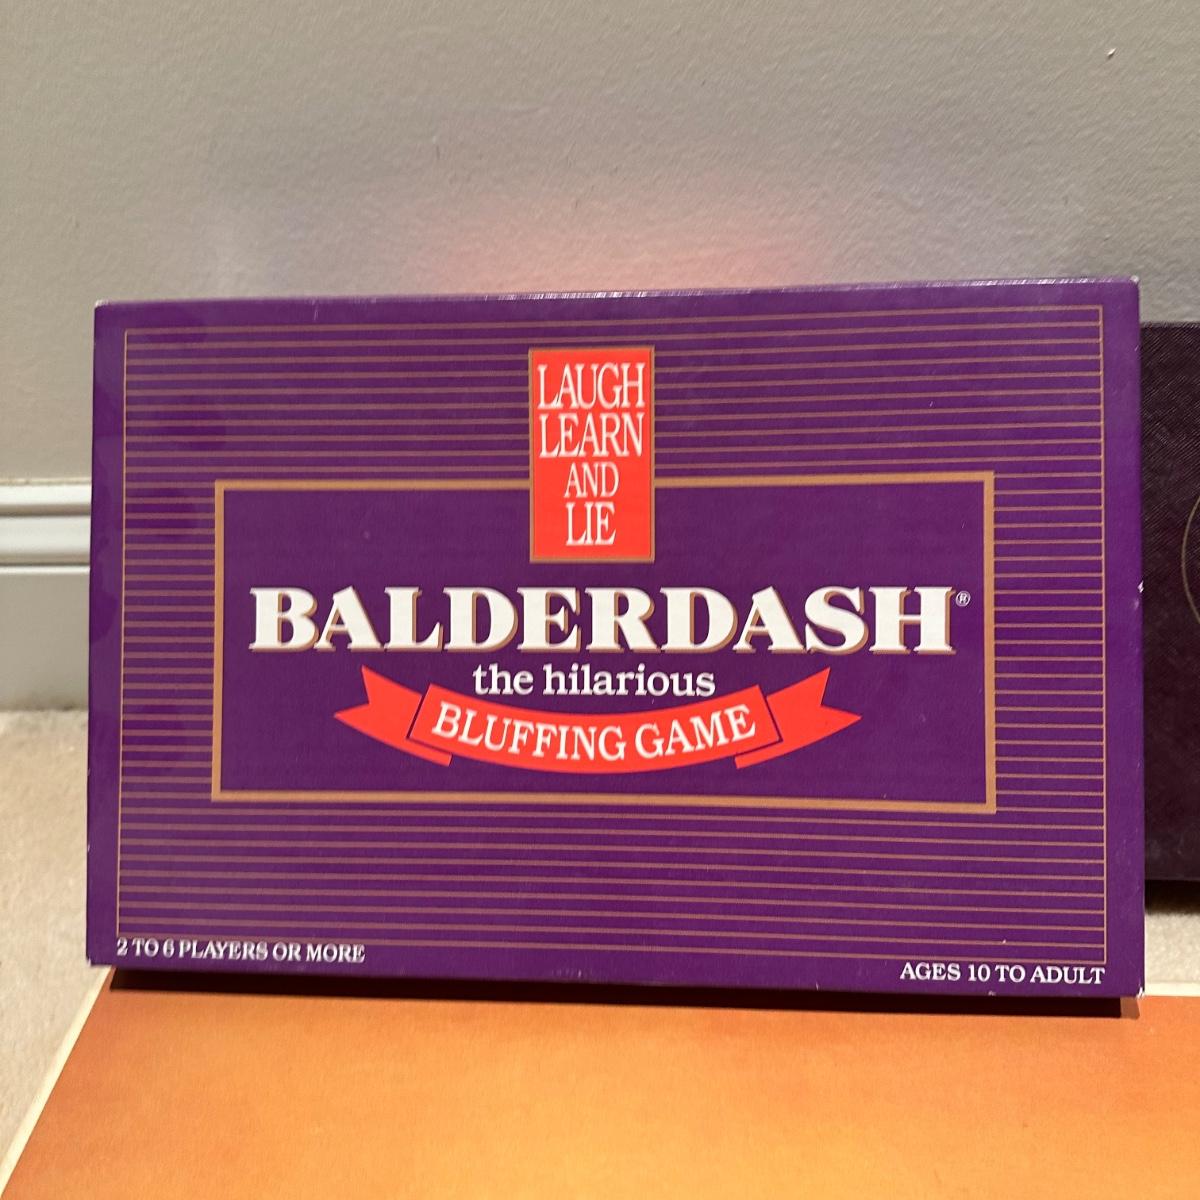 LAUGH
LEARN
AND
LIE
BALDERDASH®
the hilarious
BLUFFING GAME
2 TO 6 PLAYERS OR MORE
AGES 10 TO ADULT